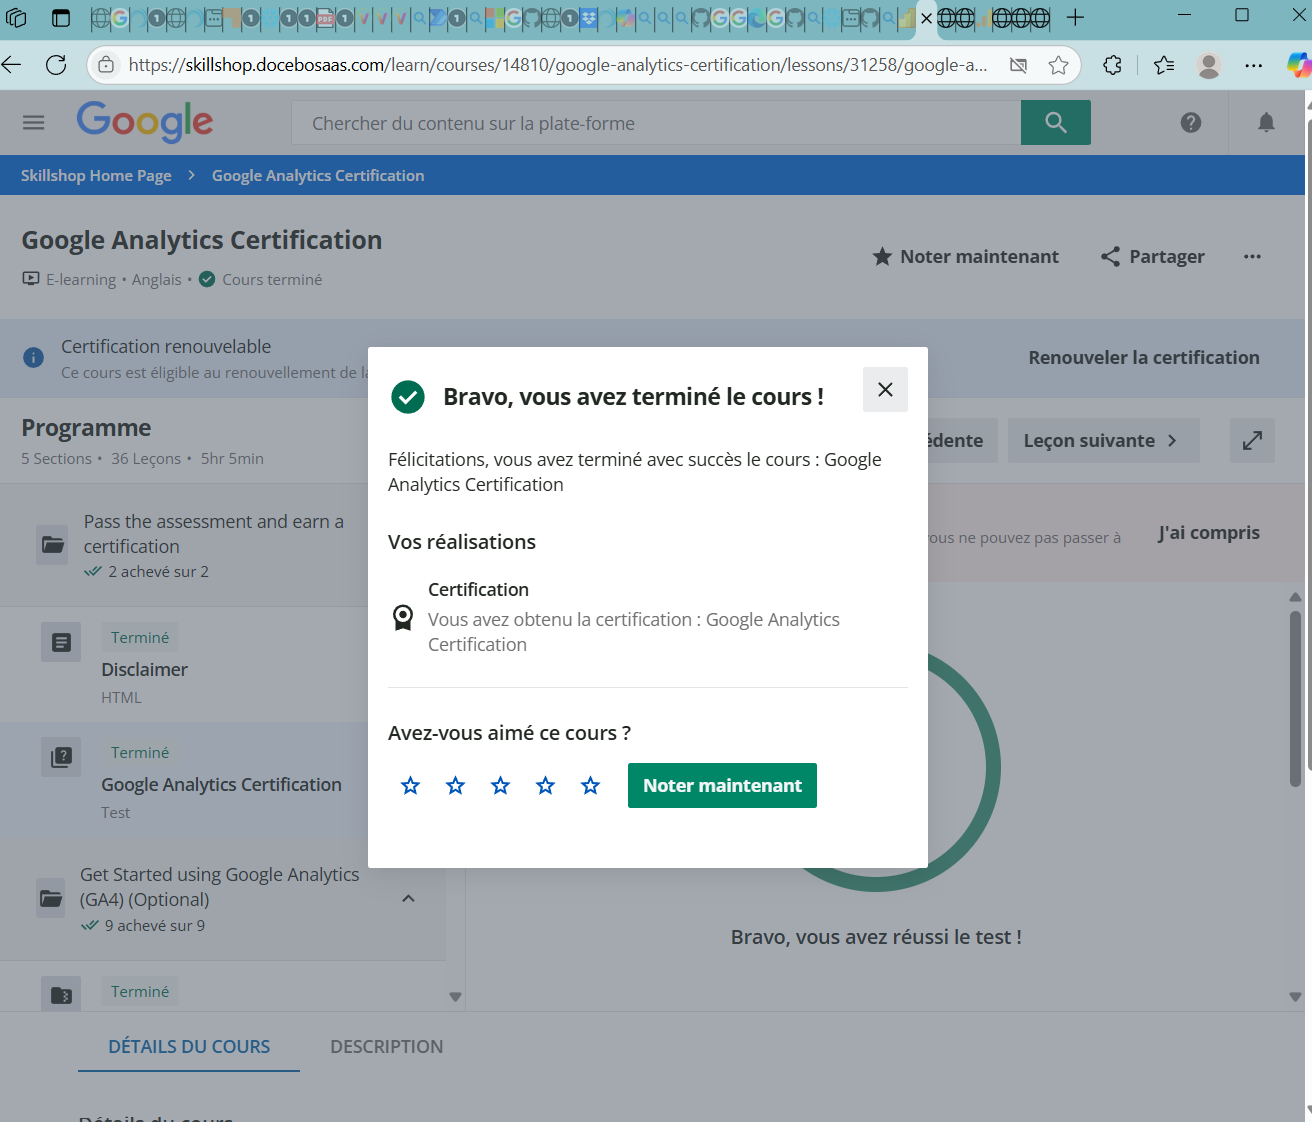 https://skillshop.docebosaas.com/learn/courses/14810/google-analytics-certification/lessons/31258/google-a...
Google
Chercher du contenu sur la plate-forme
Skillshop Home Page > Google Analytics Certification
Google Analytics Certification
Noter maintenant
Partager
E-learning • Anglais • Cours terminé
Certification renouvelable
Ce cours est éligible au renouvellement de
Renouveler la certification
Programme
5 Sections • 36 Leçons • 5hr 5min
Leçon suivante
Pass the assessment and earn a
certification
2 achevé sur 2
vous ne pouvez pas passer à
J'ai compris
Terminé
Disclaimer
HTML
Terminé
Google Analytics Certification
Test
Get Started using Google Analytics
(GA4) (Optional)
9 achevé sur 9
Terminé
Bravo, vous avez terminé le cours !
Félicitations, vous avez terminé avec succès le cours : Google
Analytics Certification
Vos réalisations
Certification
Vous avez obtenu la certification : Google Analytics
Certification
Avez-vous aimé ce cours ?
Noter maintenant
Bravo, vous avez réussi le test !
DÉTAILS DU COURS
DESCRIPTION
Détails du cours